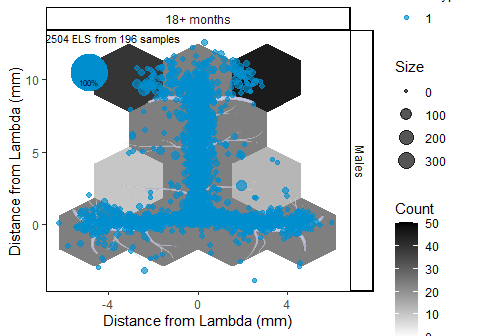 18+ months
1
2504 ELS from 196 samples
100%
Males
10
5
0
-4
0
4
Distance from Lambda (mm)
Distance from Lambda (mm)
Size
0
100
200
300
Count
50
40
30
20
10